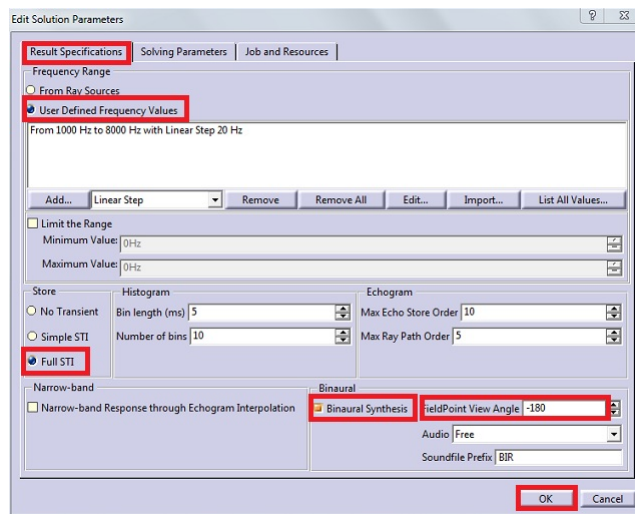 Edit Solution Parameters
Result Specifications Solving Parameters Job and Resources
Frequency Range
From Ray Sources
User Defined Frequency Values
From 1000 Hz to 8000 Hz with Linear Step 20 Hz
Add... Linear Step Remove Remove All Edit... Import... List All Values...
Limit the Range
Minimum Value: 0Hz
Maximum Value: 0Hz
Store Histogram Echogram
No Transient Bin length (ms) 5 Max Echo Store Order 10
Simple STI Number of bins 10 Max Ray Path Order 5
Full STI
Narrow-band Binaural
Narrow-band Response through Echogram Interpolation Binaural Synthesis FieldPoint View Angle -180
Audio Free
Soundfile Prefix BIR
OK Cancel